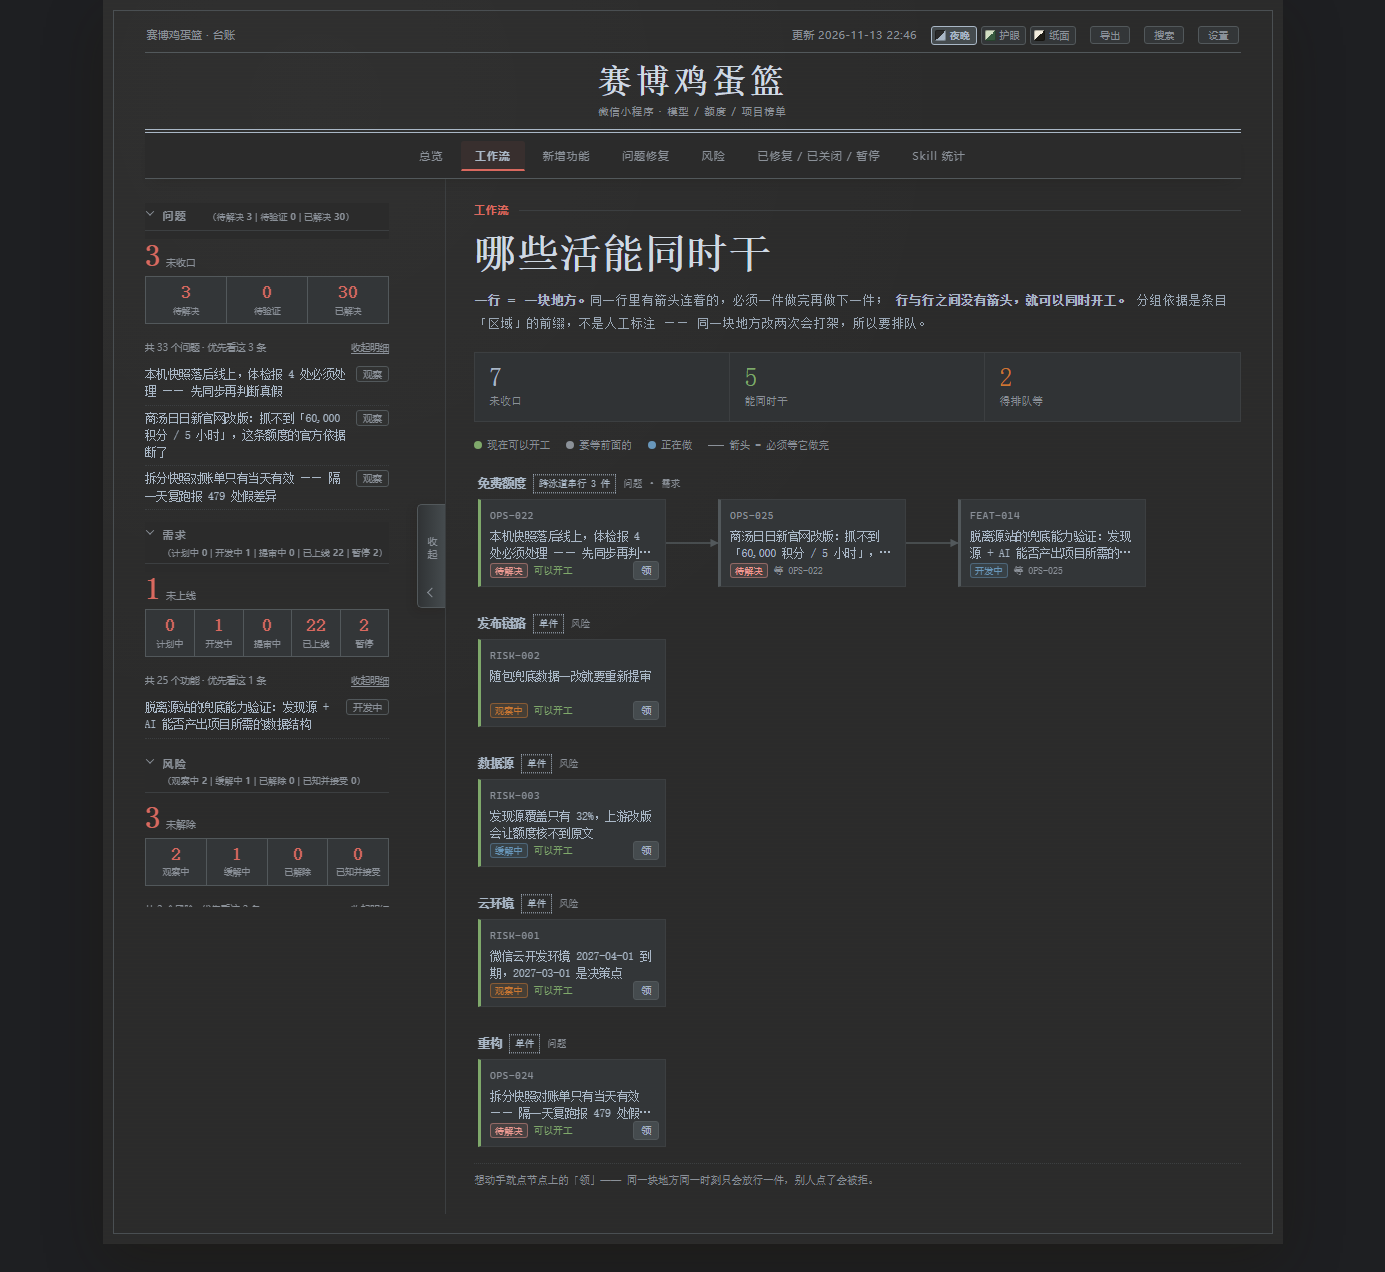 赛博鸡蛋篮 · 台账
更新 2026-11-13 22:46
夜晚
护眼
纸面
导出
搜索
设置
赛博鸡蛋篮
微信小程序 · 模型 / 额度 / 项目榜单
总览
工作流
新增功能
问题修复
风险
已修复 / 已关闭 / 暂停
Skill 统计
问题 （待解决 3 | 待验证 0 | 已解决 30）
3 未收口
3
待解决
0
待验证
30
已解决
共 33 个问题 · 优先看这 3 条
收起明细
本机快照落后线上，体检报 4 处必须处
理 —— 先同步再判断真假
观察
商汤日日新官网改版：抓不到「60,000
积分 / 5 小时」，这条额度的官方依据
断了
观察
拆分快照对账单只有当天有效 —— 隔
一天复跑报 479 处假差异
观察
需求
（计划中 0 | 开发中 1 | 提审中 0 | 已上线 22 | 暂停 2）
1 未上线
0
计划中
1
开发中
0
提审中
22
已上线
2
暂停
共 25 个功能 · 优先看这 1 条
收起明细
脱离源站的兜底能力验证：发现源 +
AI 能否产出项目所需的数据结构
开发中
风险
（观察中 2 | 缓解中 1 | 已解除 0 | 已知并接受 0）
3 未解除
2
观察中
1
缓解中
0
已解除
0
已知并接受
收起
工作流
哪些活能同时干
一行 = 一块地方。同一行里有箭头连着的，必须一件做完再做下一件； 行与行之间没有箭头，就可以同时开工。 分组依据是条目
「区域」的前缀，不是人工标注 —— 同一块地方改两次会打架，所以要排队。
7
未收口
5
能同时干
2
得排队等
现在可以开工
要等前面的
正在做
箭头 = 必须等它做完
免费额度 跨泳道串行 3 件 问题 · 需求
OPS-022
本机快照落后线上，体检报 4
处必须处理 —— 先同步再判…
待解决 可以开工 领
OPS-025
商汤日日新官网改版：抓不到
「60,000 积分 / 5 小时」，…
待解决 等 OPS-022
FEAT-014
脱离源站的兜底能力验证：发现
源 + AI 能否产出项目所需的…
开发中 等 OPS-025
发布链路 单件 风险
RISK-002
随包兜底数据一改就要重新提审
观察中 可以开工 领
数据源 单件 风险
RISK-003
发现源覆盖只有 32%，上游改版
会让额度核不到原文
缓解中 可以开工 领
云环境 单件 风险
RISK-001
微信云开发环境 2027-04-01 到
期，2027-03-01 是决策点
观察中 可以开工 领
重构 单件 问题
OPS-024
拆分快照对账单只有当天有效
—— 隔一天复跑报 479 处假…
待解决 可以开工 领
想动手就点节点上的「领」—— 同一块地方同一时刻只会放行一件，别人点了会被拒。